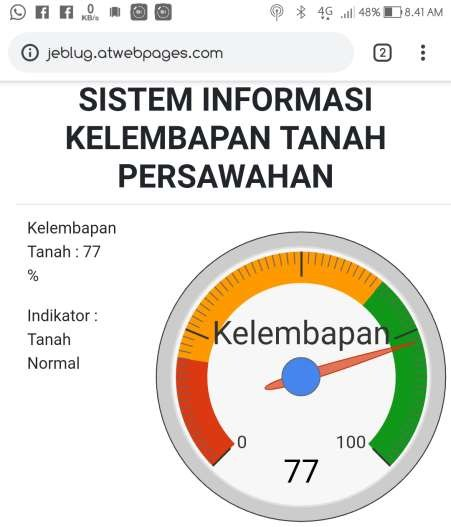 0
KB/s
4G
48%
8.41 AM
jeblug.atwebpages.com
2
SISTEM INFORMASI
KELEMBAPAN TANAH
PERSAWAHAN
Kelembapan
Tanah : 77
%
Indikator :
Tanah
Normal
Kelembapan
0
100
77